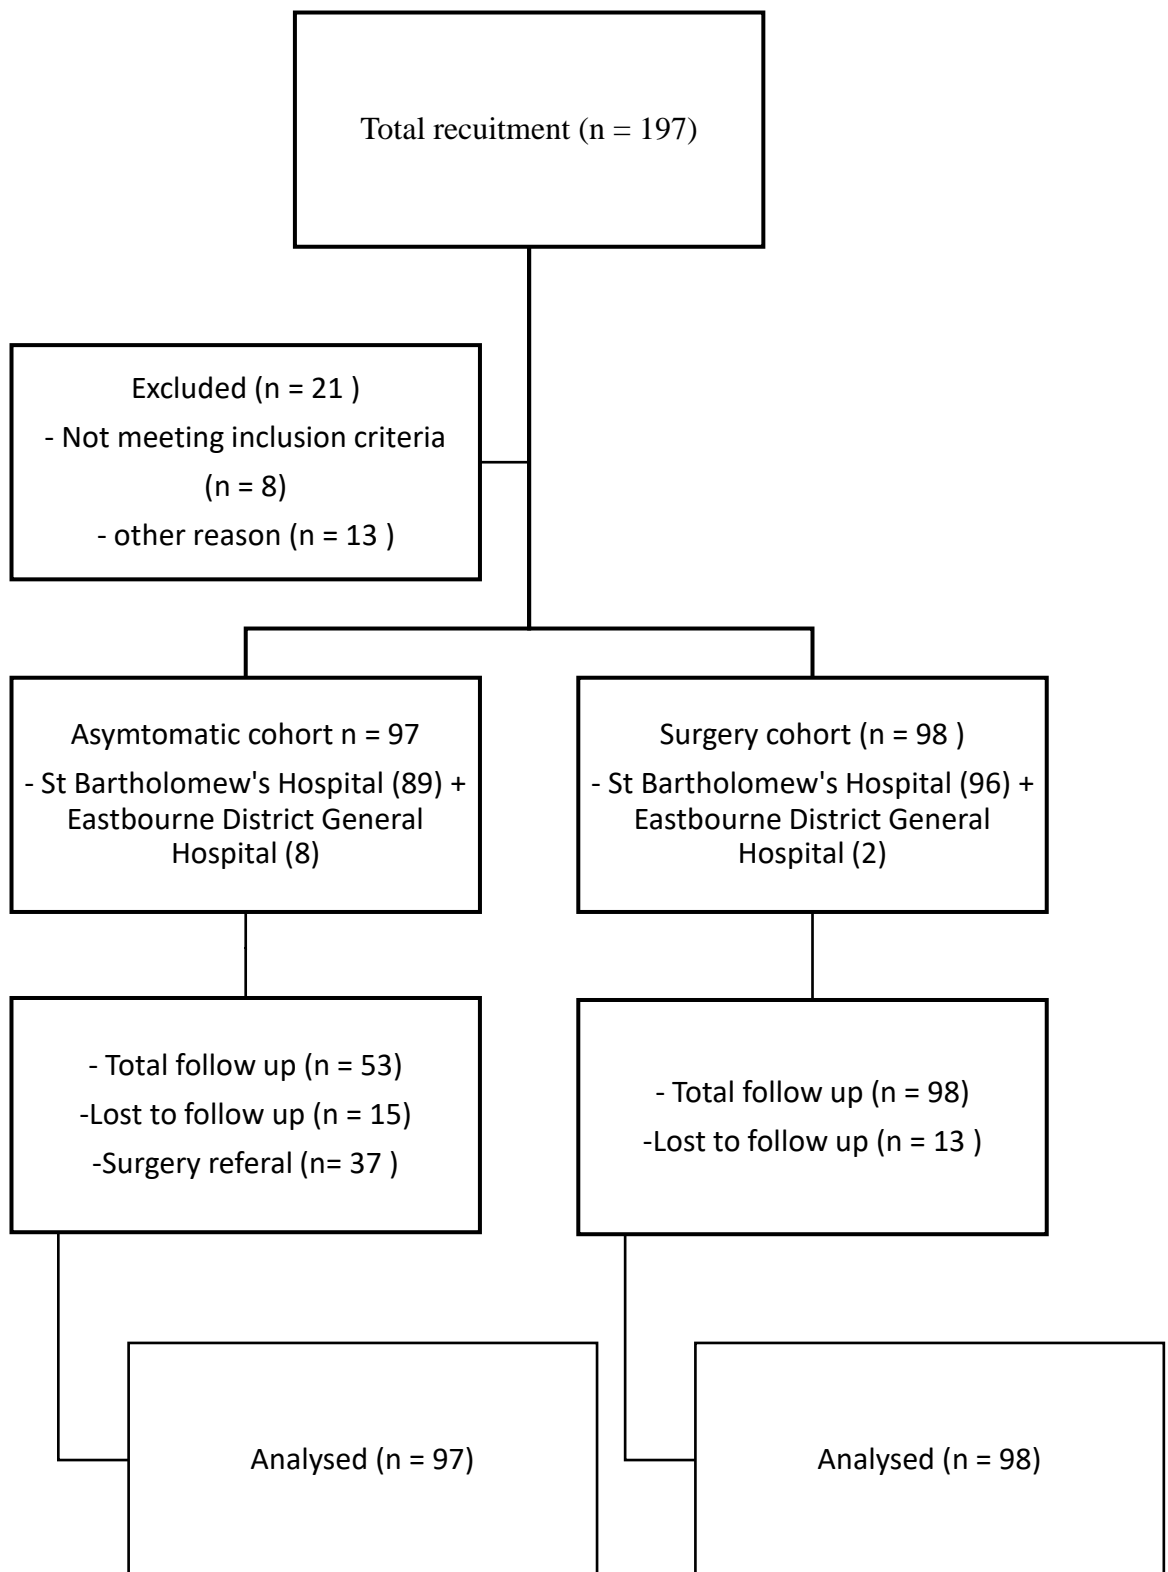 Total recuitment (n = 197)
Excluded (n = 21 )
- Not meeting inclusion criteria
(n = 8)
- other reason (n = 13 )
Asymtomatic cohort n = 97
- St Bartholomew's Hospital (89) +
Eastbourne District General
Hospital (8)
Surgery cohort (n = 98 )
- St Bartholomew's Hospital (96) +
Eastbourne District General
Hospital (2)
- Total follow up (n = 53)
-Lost to follow up (n = 15)
-Surgery referal (n= 37 )
- Total follow up (n = 98)
-Lost to follow up (n = 13 )
Analysed (n = 97)
Analysed (n = 98)